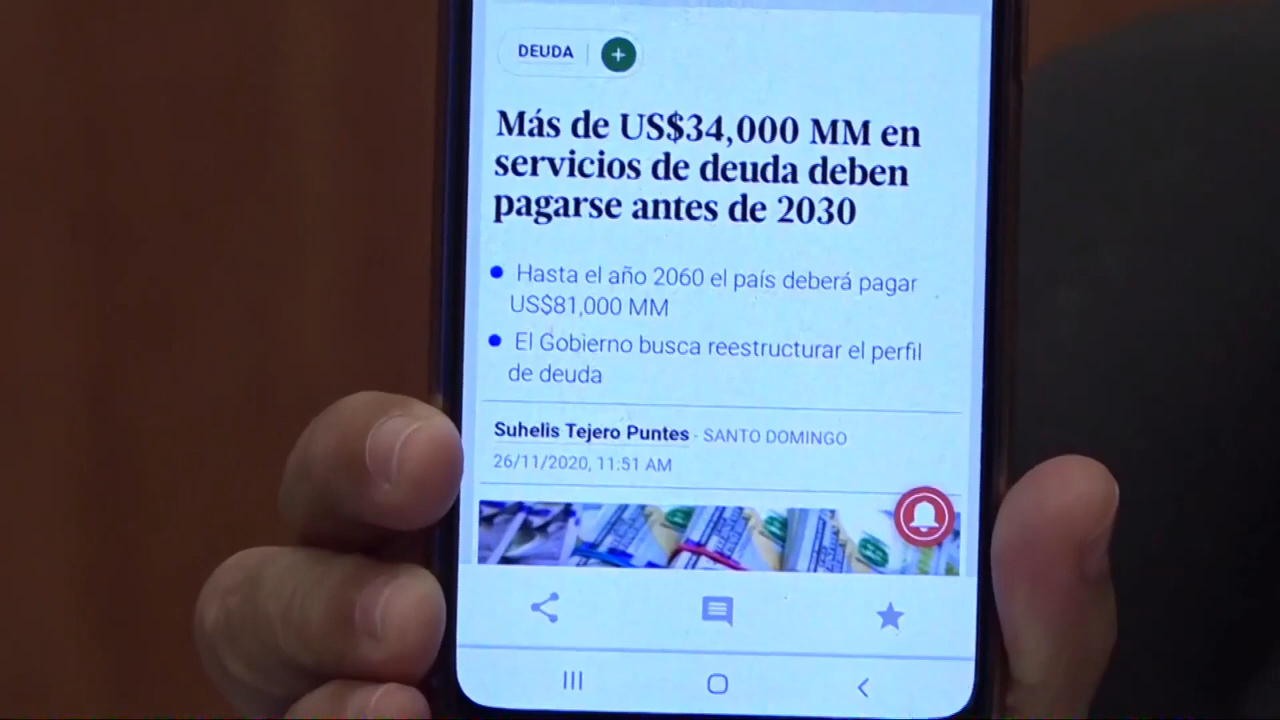 DEUDA
Más de US$34,000 MM en
servicios de deuda deben
pagarse antes de 2030
Hasta el año 2060 el país deberá pagar
US$81,000 MM
El Gobierno busca reestructurar el perfil
de deuda
Suhelis Tejero Puntes - SANTO DOMINGO
26/11/2020, 11:51 AM